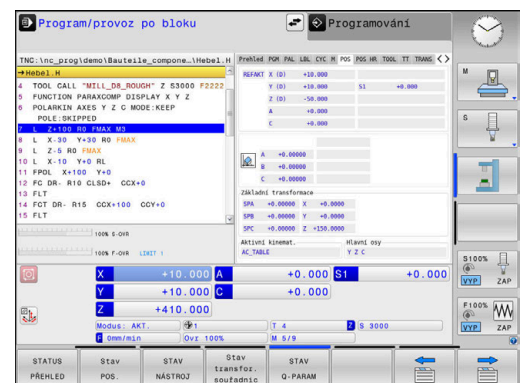 Program/provoz po bloku
Programování
TNC:\nc_prog\demo\Bauteile_compone…\Hebel.H
→Hebel.H
4 TOOL CALL "MILL_D8_ROUGH" Z S3000 F2222
5 FUNCTION PARAXCOMP DISPLAY X Y Z
6 POLARKIN AXES Y Z C MODE:KEEP
POLE:SKIPPED
7 L Z+100 R0 FMAX M3
8 L X-30 Y+30 R0 FMAX
9 L Z-5 R0 FMAX
10 L X-10 Y+0 RL
11 FPOL X+100 Y+0
12 FC DR- R10 CLSD+ CCX+0
13 FLT
14 FCT DR- R15 CCX+100 CCY+0
15 FLT
100% S-OVR
100% F-OVR LIMIT 1
Prehled PGM PAL LBL CYC M POS POS HR TOOL TT TRANS
REFAKT X (D) +10.000
Y (D) +10.000 S1 +0.000
Z (D) -50.000
A +0.000
C +0.000
A +0.00000
B +0.00000
C +0.00000
Základní transformace
SPA +0.00000 X +0.0000
SPB +0.00000 Y +0.0000
SPC +0.00000 Z +150.0000
Aktivní kinemat. Hlavní osy
AC_TABLE Y Z C
X +10.000 A +0.000 S1 +0.000
Y +10.000 C +0.000
Z +410.000
Modus: AKT. 1 T 4 Z S 3000
F 0mm/min Ovr 100% M 5/9
M
S
S100%
VYP ZAP
F100%
VYP ZAP
STATUS PŘEHLED
Stav POS.
STAV NÁSTROJ
Stav transfor. souřadnic
STAV Q-PARAM